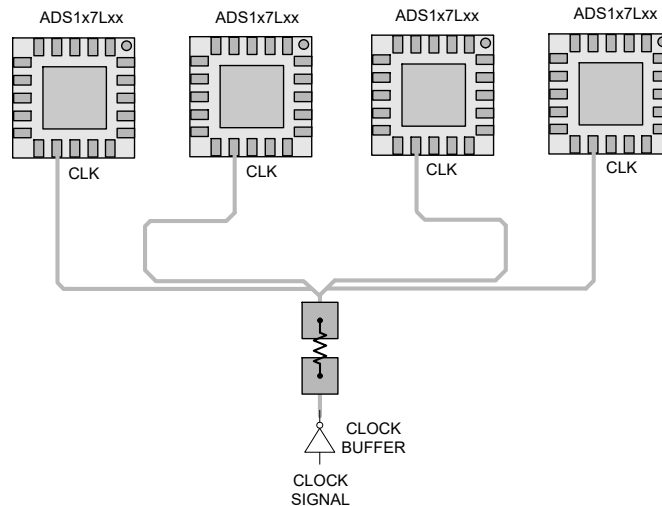 ADS1x7Lxx
ADS1x7Lxx
ADS1x7Lxx
ADS1x7Lxx
CLK
CLK
CLK
CLK
CLOCK
BUFFER
CLOCK
SIGNAL